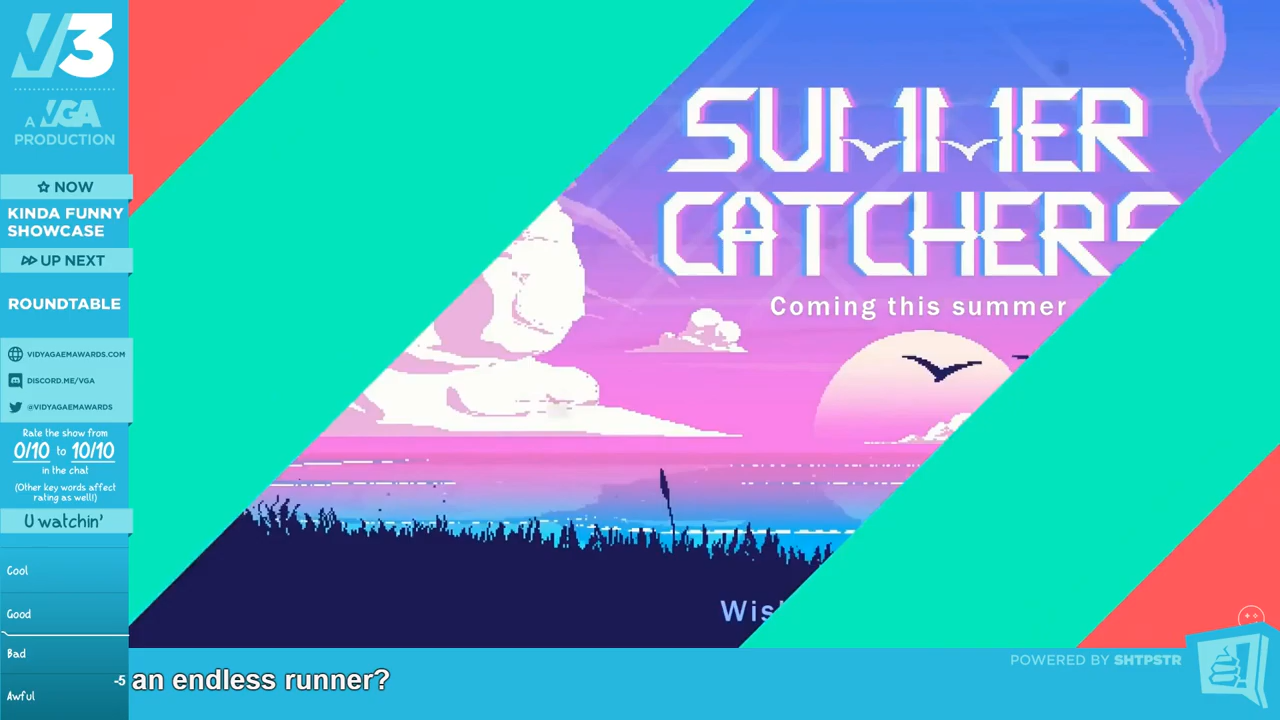 V3
A VGA
PRODUCTION
NOW
KINDA FUNNY
SHOWCASE
UP NEXT
ROUNDTABLE
VIDYAGAEMAWARDS.COM
DISCORD.ME/VGA
@VIDYAGAEMAWARDS
Rate the show from
0/10 to 10/10
in the chat
(Other key words affect
rating as well!)
U watchin'
Cool
Good
Bad
-5
Awful
SUMMER
CATCHERS
Coming this summer
an endless runner?
POWERED BY SHTPSTR